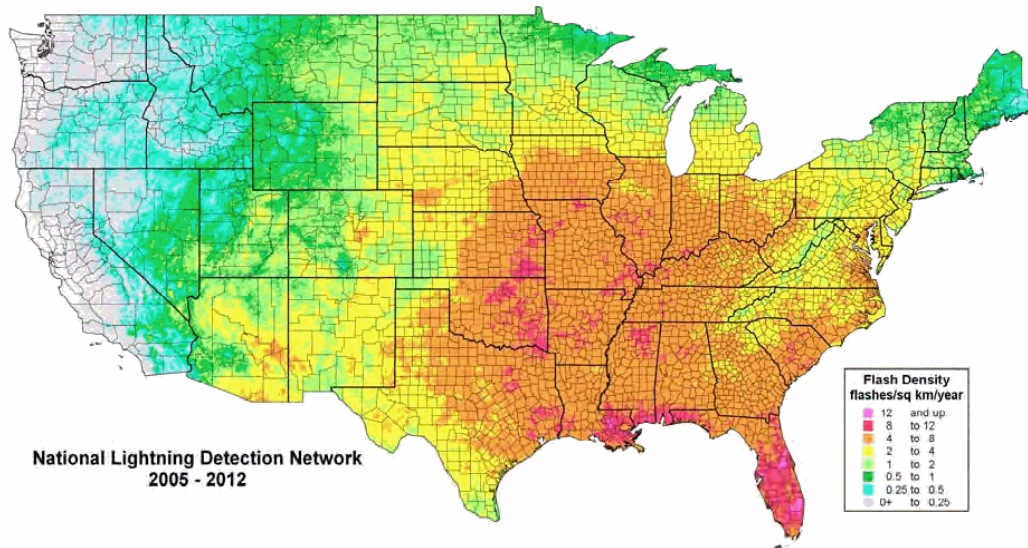 National Lightning Detection Network
2005 - 2012
Flash Density
flashes/sq km/year
12 and up
8 to 12
4 to 8
2 to 4
1 to 2
0.5 to 1
0.25 to 0.5
0+ to 0.25